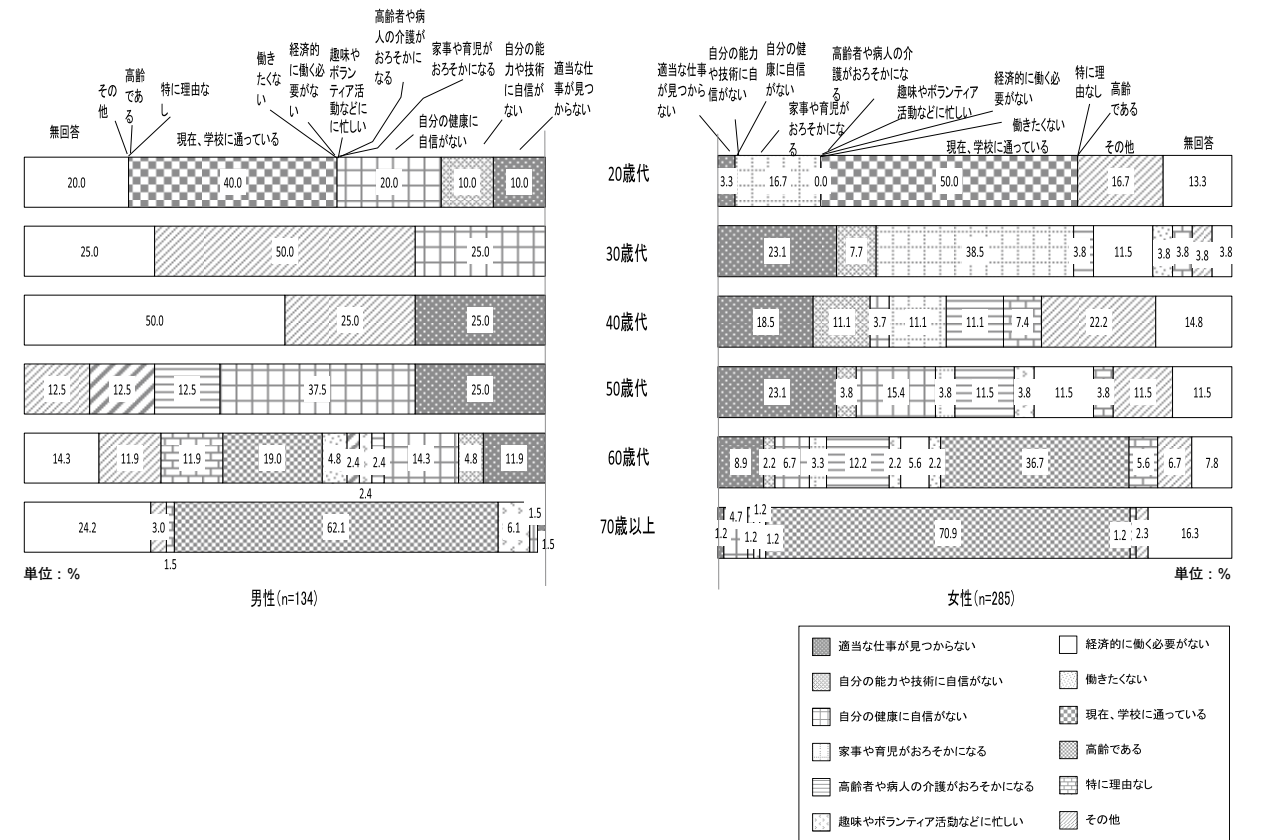 高齢者や病
人の介護が
おろそかに
なる
家事や育児が
おろそかになる
自分の能
力や技術
に自信が
ない
適当な仕
事が見つ
からない
働き
たくな
い
経済的
に働く必
要がな
い
趣味や
ボラン
ティア活
動などに
に忙しい
自分の健康に
自信がない
高齢
であ
る
その
他
特に理由な
し
現在、学校に通っている
無回答
適当な仕事
が見つから
ない
自分の能力
や技術に自
信がない
自分の健
康に自信
がない
高齢者や病人の介
護がおろそかにな
る
家事や育児が
おろそかにな
る
趣味やボランティア
活動などに忙しい
経済的に働く必
要がない
働きたくない
現在、学校に通っている
特に理
由なし
高齢
である
その他
無回答
20.0 40.0 20.0 10.0 10.0
20歳代
3.3 16.7 0.0 50.0 16.7 13.3
25.0 50.0 25.0
30歳代
23.1 7.7 38.5 3.8 11.5 3.8 3.8 3.8 3.8
50.0 25.0 25.0
40歳代
18.5 11.1 3.7 11.1 11.1 7.4 22.2 14.8
12.5 12.5 12.5 37.5 25.0
50歳代
23.1 3.8 15.4 3.8 11.5 3.8 11.5 3.8 11.5 11.5
14.3 11.9 11.9 19.0 4.8 2.4 2.4 14.3 4.8 11.9
2.4
60歳代
8.9 2.2 6.7 3.3 12.2 2.2 5.6 2.2 36.7 5.6 6.7 7.8
24.2 3.0 62.1 6.1 1.5
1.5 1.5
70歳以上
1.2 4.7 1.2 1.2 1.2 70.9 1.2 2.3 16.3
単位：%
単位：%
男性(n=134)
女性(n=285)
適当な仕事が見つからない
自分の能力や技術に自信がない
自分の健康に自信がない
家事や育児がおろそかになる
高齢者や病人の介護がおろそかになる
趣味やボランティア活動などに忙しい
経済的に働く必要がない
働きたくない
現在、学校に通っている
高齢である
特に理由なし
その他